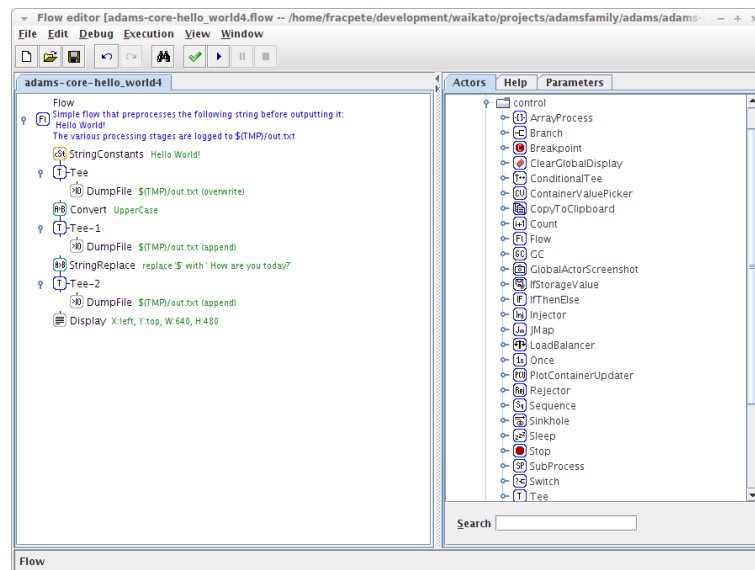 Flow editor [adams-core-hello_world4.flow -- /home/fracpete/development/waikato/projects/adamsfamily/adams/adams-
File Edit Debug Execution View Window
adams-core-hello_world4
Flow
Simple flow that preprocesses the following string before outputting it:
Hello World!
The various processing stages are logged to ${TMP}/out.txt
StringConstants Hello World!
Tee
DumpFile ${TMP}/out.txt (overwrite)
Convert UpperCase
Tee-1
DumpFile ${TMP}/out.txt (append)
StringReplace replace '$' with ' How are you today?'
Tee-2
DumpFile ${TMP}/out.txt (append)
Display X:left, Y:top, W:640, H:480
Actors Help Parameters
control
ArrayProcess
Branch
Breakpoint
ClearGlobalDisplay
ConditionalTee
ContainerValuePicker
CopyToClipboard
Count
Flow
GC
GlobalActorScreenshot
IfStorageValue
IfThenElse
Injector
JMap
LoadBalancer
Once
PlotContainerUpdater
Rejector
Sequence
Sinkhole
Sleep
Stop
SubProcess
Switch
Tee
Search
Flow